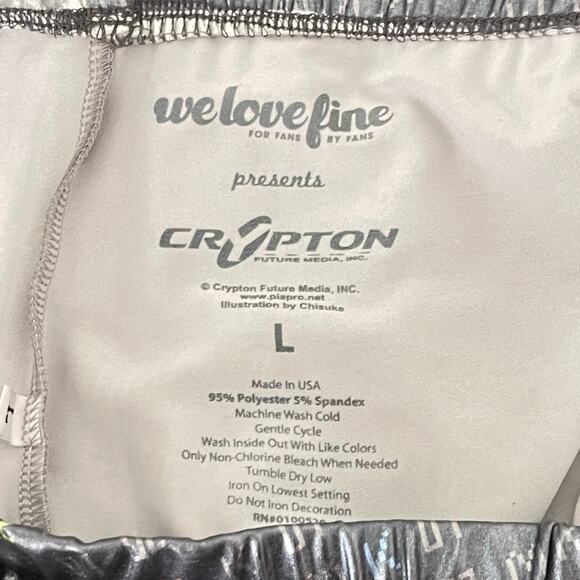 welovefine
FOR FANS BY FANS
presents
CRYPTON
FUTURE MEDIA, INC.
© Crypton Future Media, INC.
www.piapro.net
Illustration by Chisuke
L
Made In USA
95% Polyester 5% Spandex
Machine Wash Cold
Gentle Cycle
Wash Inside Out With Like Colors
Only Non-Chlorine Bleach When Needed
Tumble Dry Low
Iron On Lowest Setting
Do Not Iron Decoration